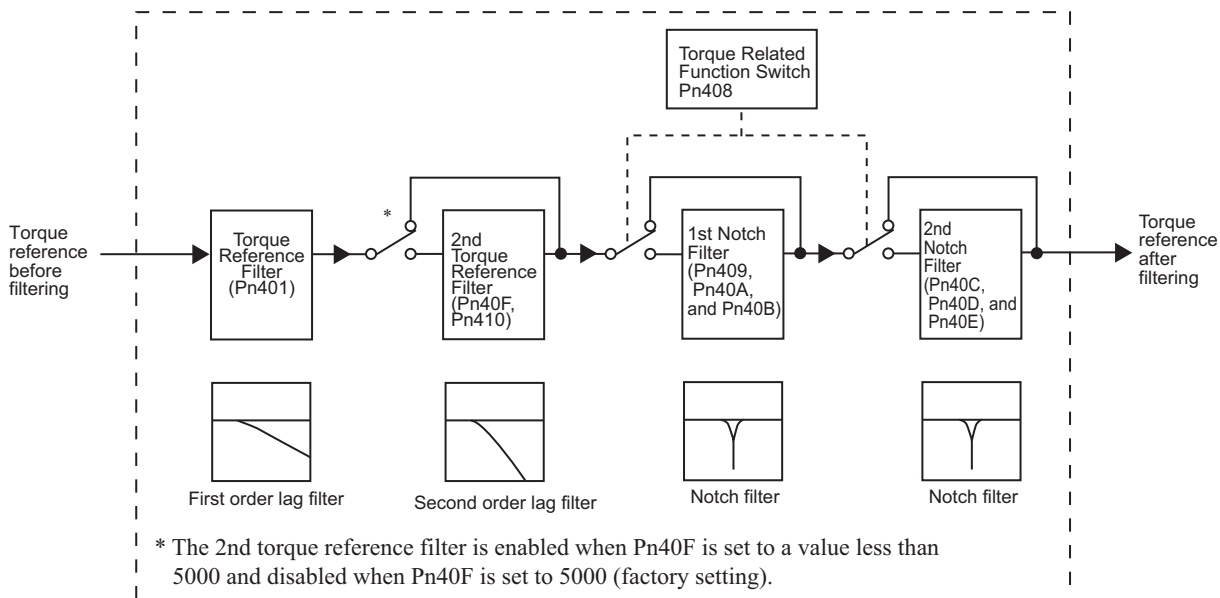 Torque Related
Function Switch
Pn408
Torque
reference
before
filtering
Torque
Reference
Filter
(Pn401)
*
2nd
Torque
Reference
Filter
(Pn40F,
Pn410)
1st Notch
Filter
(Pn409,
Pn40A,
and Pn40B)
2nd
Notch
Filter
(Pn40C,
Pn40D, and
Pn40E)
Torque
reference
after
filtering
First order lag filter
Second order lag filter
Notch filter
Notch filter
* The 2nd torque reference filter is enabled when Pn40F is set to a value less than
5000 and disabled when Pn40F is set to 5000 (factory setting).